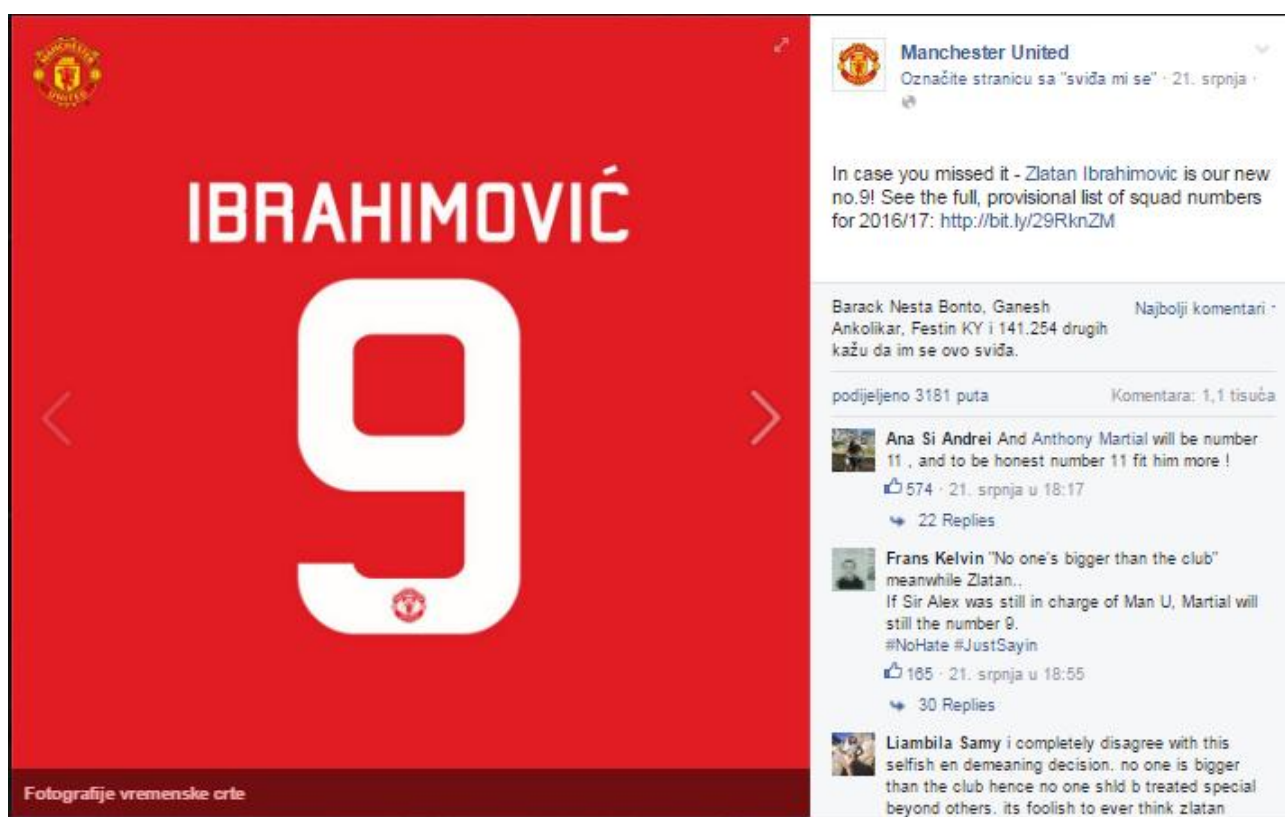 MANCHESTER
UNITED
IBRAHIMOVIĆ
9
Fotografije vremenske crte
Manchester United
Označite stranicu sa "sviđa mi se" · 21. srpnja ·
In case you missed it - Zlatan Ibrahimovic is our new
no.9! See the full, provisional list of squad numbers
for 2016/17: http://bit.ly/29RknZM
Barack Nesta Bonto, Ganesh
Ankolikar, Festin KY i 141.254 drugih
kažu da im se ovo sviđa.
Najbolji komentari
podijeljeno 3181 puta
Komentara: 1,1 tisuća
Ana Si Andrei And Anthony Martial will be number
11 , and to be honest number 11 fit him more !
574 · 21. srpnja u 18:17
22 Replies
Frans Kelvin "No one's bigger than the club"
meanwhile Zlatan..
If Sir Alex was still in charge of Man U, Martial will
still the number 9.
#NoHate #JustSayin
165 · 21. srpnja u 18:55
30 Replies
Liambila Samy i completely disagree with this
selfish en demeaning decision. no one is bigger
than the club hence no one shld b treated special
beyond others. its foolish to ever think zlatan